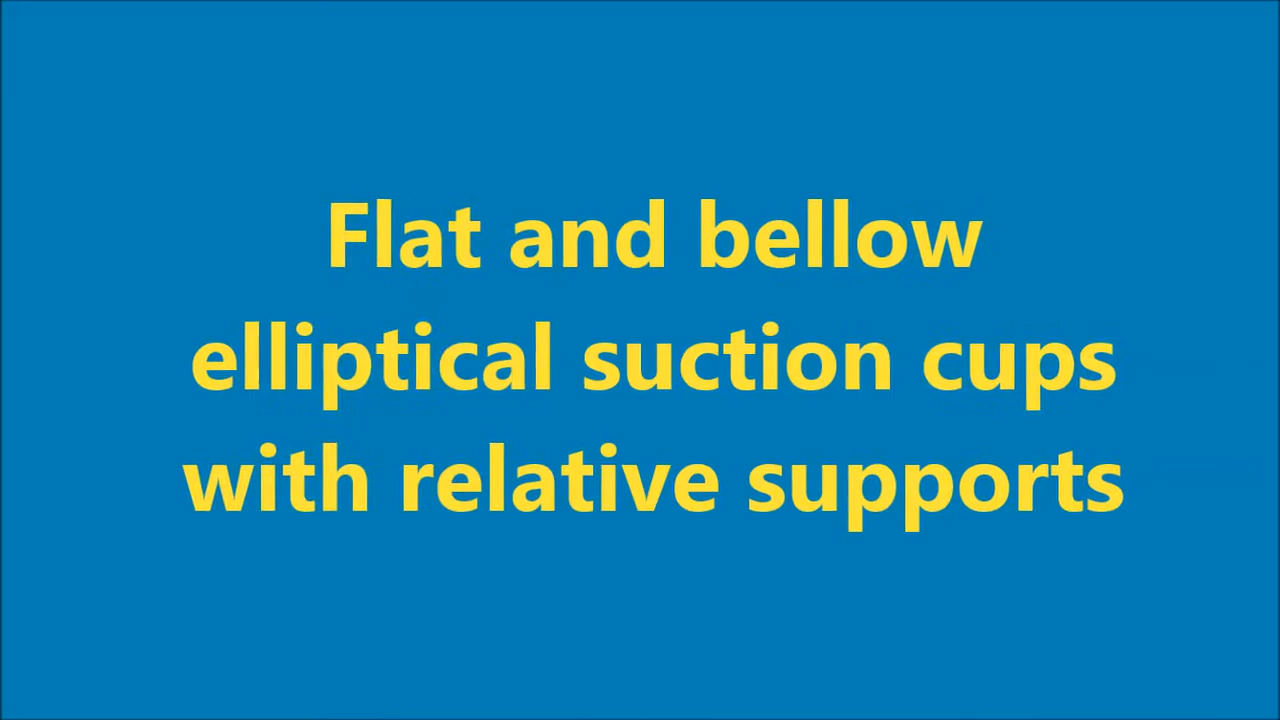 Flat and bellow
elliptical suction cups
with relative supports